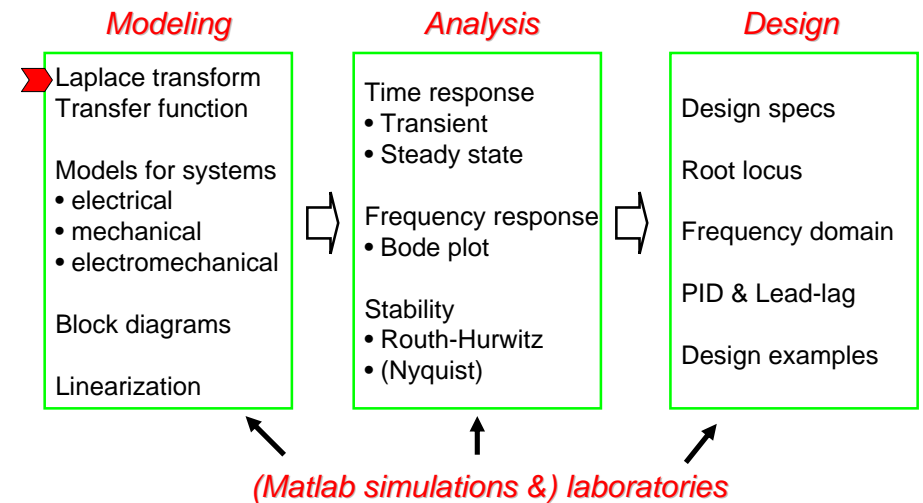 Modeling
Laplace transform
Transfer function
Models for systems
• electrical
• mechanical
• electromechanical
Block diagrams
Linearization
Analysis
Time response
• Transient
• Steady state
Frequency response
• Bode plot
Stability
• Routh-Hurwitz
• (Nyquist)
Design
Design specs
Root locus
Frequency domain
PID & Lead-lag
Design examples
(Matlab simulations &) laboratories